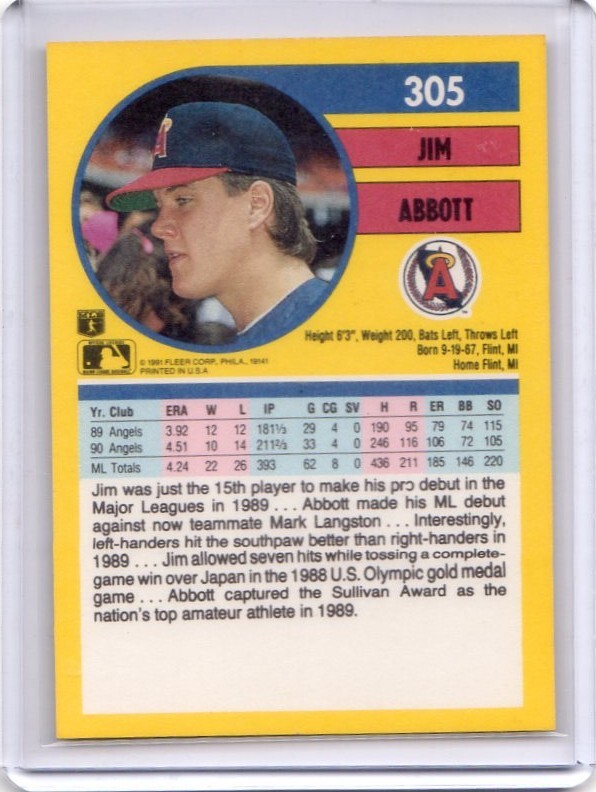 305
JIM
ABBOTT
A
A
Height 6'3", Weight 200, Bats Left, Throws Left
Born 9-19-67, Flint, MI
Home Flint, MI
© 1991 FLEER CORP., PHILA., 19141
PRINTED IN U.S.A
Yr. Club ERA W L IP G CG SV H R ER BB SO
89 Angels 3.92 12 12 181⅓ 29 4 0 190 95 79 74 115
90 Angels 4.51 10 14 211⅔ 33 4 0 246 116 106 72 105
ML Totals 4.24 22 26 393 62 8 0 436 211 185 146 220
Jim was just the 15th player to make his pro debut in the
Major Leagues in 1989 . . . Abbott made his ML debut
against now teammate Mark Langston . . . Interestingly,
left-handers hit the southpaw better than right-handers in
1989 . . . Jim allowed seven hits while tossing a complete-
game win over Japan in the 1988 U.S. Olympic gold medal
game . . . Abbott captured the Sullivan Award as the
nation's top amateur athlete in 1989.